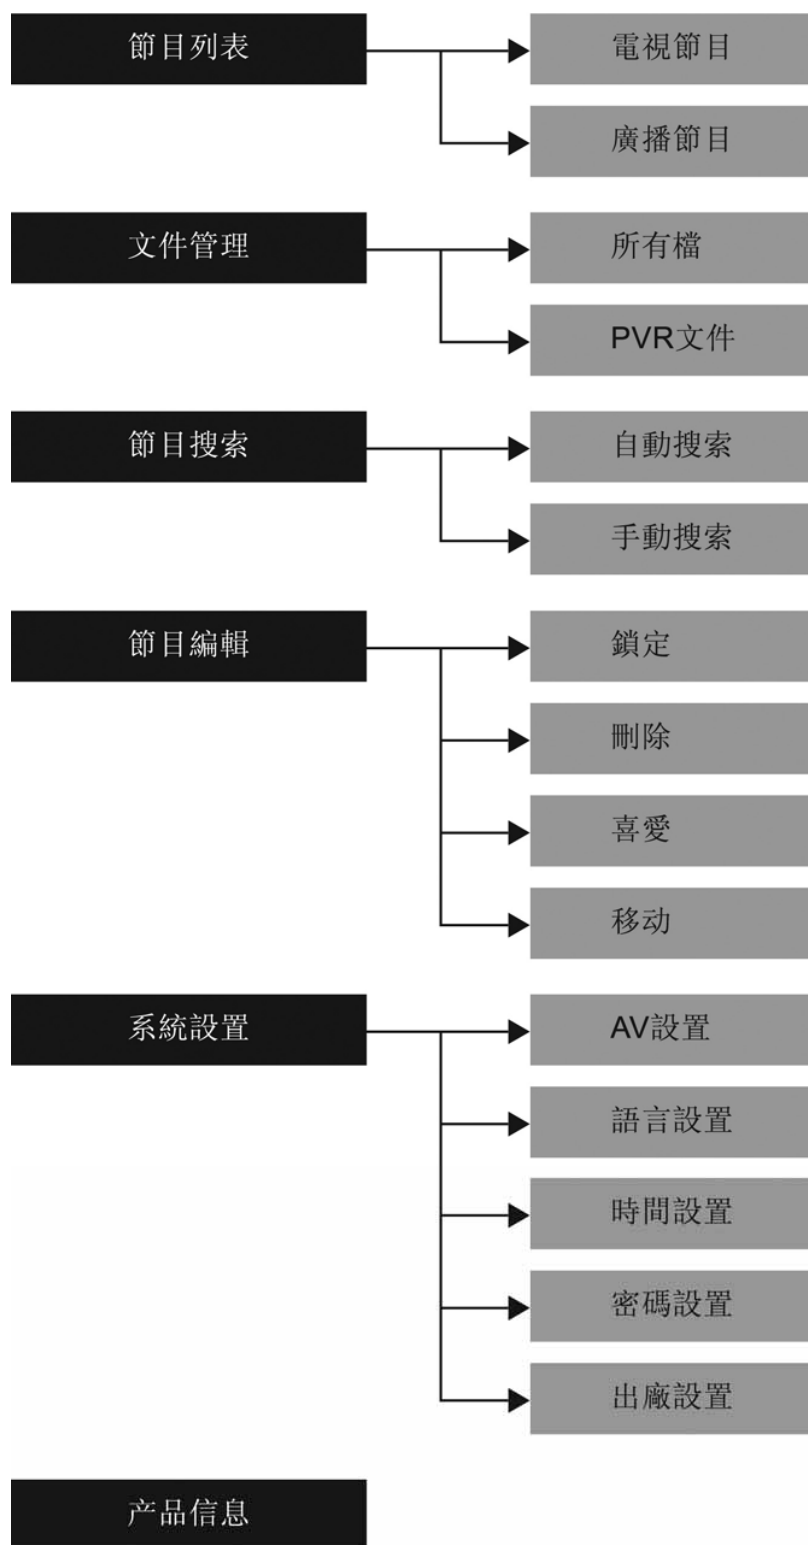 節目列表
電視節目
廣播節目
文件管理
所有檔
PVR文件
節目搜索
自動搜索
手動搜索
節目編輯
鎖定
刪除
喜愛
移动
系統設置
AV設置
語言設置
時間設置
密碼設置
出廠設置
产品信息